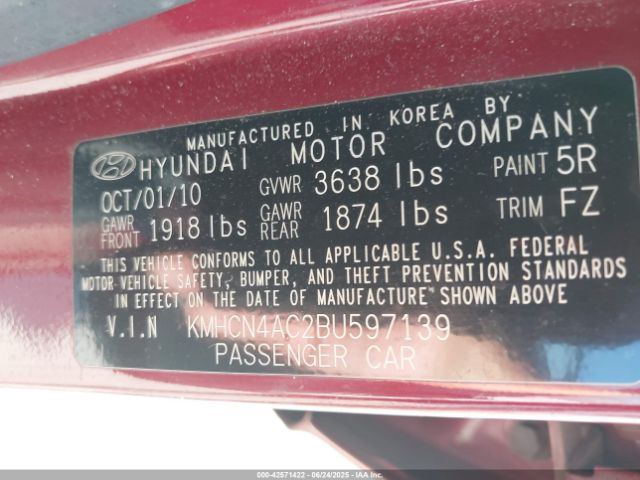 MANUFACTURED IN KOREA BY
HYUNDAI MOTOR COMPANY
OCT/01/10 GVWR 3638 lbs PAINT 5R
GAWR FRONT 1918 lbs GAWR REAR 1874 lbs TRIM FZ
THIS VEHICLE CONFORMS TO ALL APPLICABLE U.S.A. FEDERAL
MOTOR VEHICLE SAFETY, BUMPER, AND THEFT PREVENTION STANDARDS
IN EFFECT ON THE DATE OF MANUFACTURE SHOWN ABOVE
V.I.N KMHCN4AC2BU597139
PASSENGER CAR
000-42571422 - 06/24/2025 - IAAI.COM